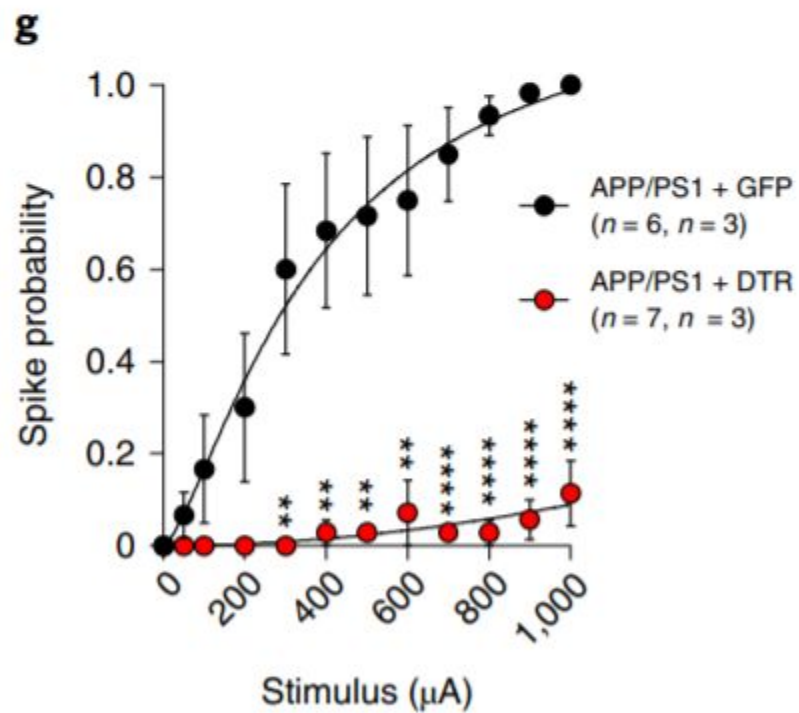 g
1.0
0.8
0.6
0.4
0.2
0
Spike probability
APP/PS1 + GFP
(n = 6, n = 3)
APP/PS1 + DTR
(n = 7, n = 3)
**
**
**
**
****
****
****
****
0
200
400
600
800
1,000
Stimulus (μA)